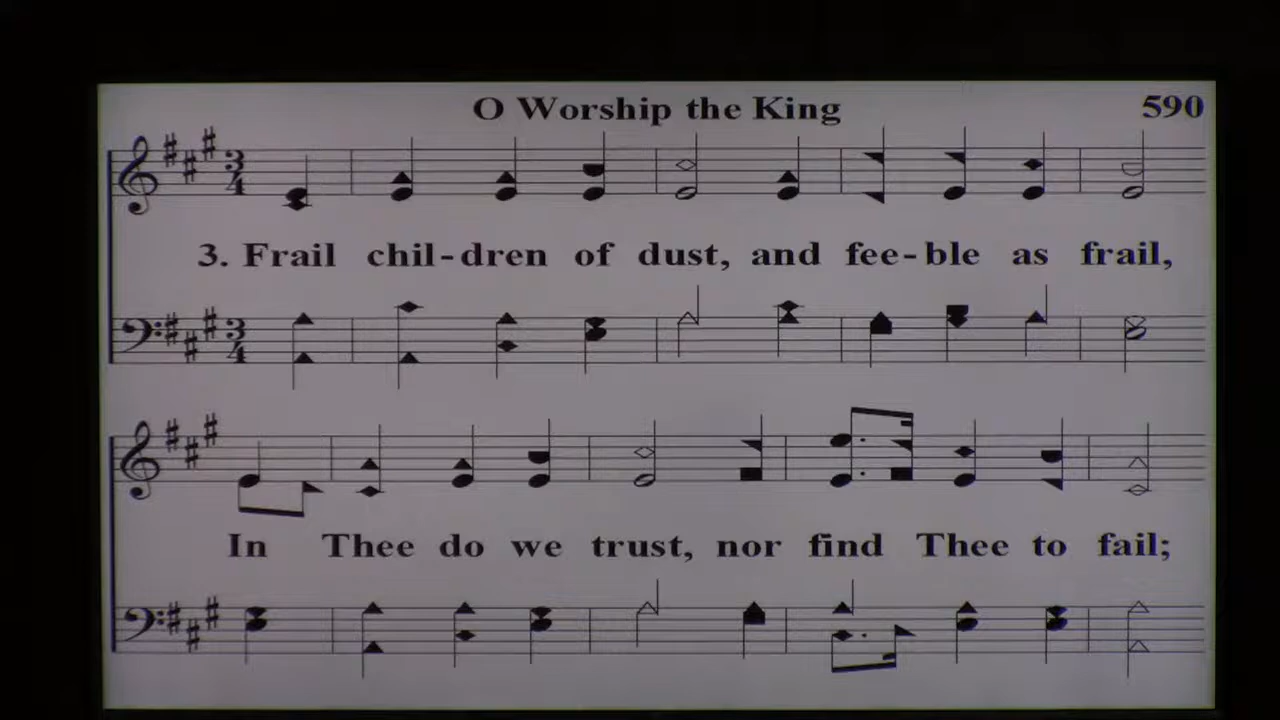 O Worship the King 590
3. Frail chil-dren of dust, and fee-ble as frail,
In Thee do we trust, nor find Thee to fail;